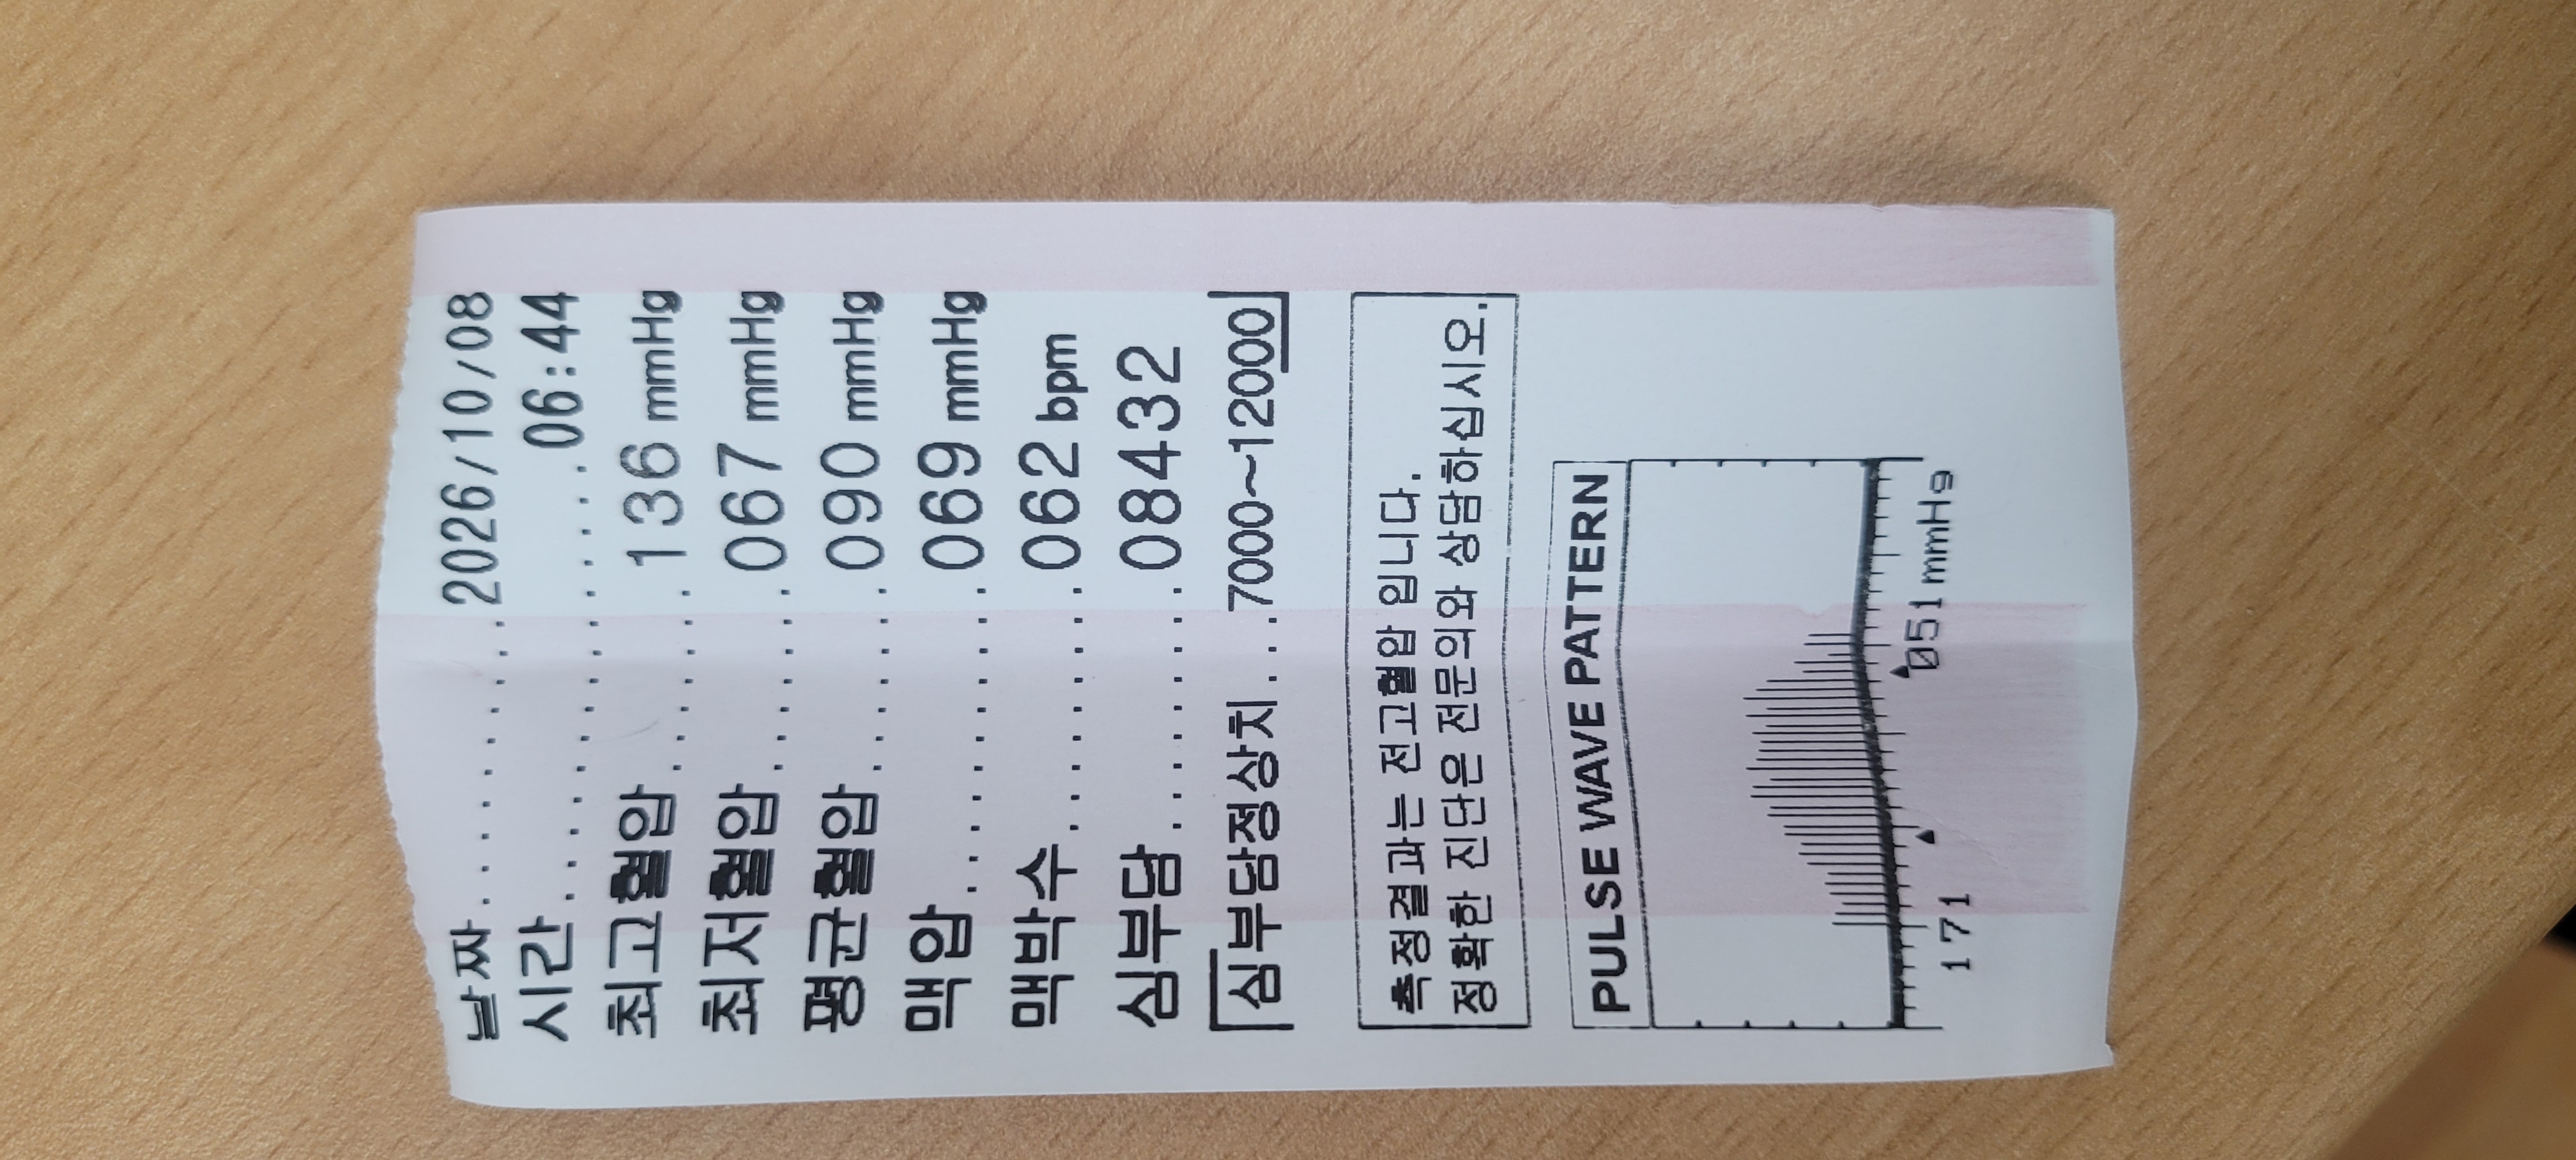 날짜............2026/10/08
시간.................06:44
최고혈압.....136 mmHg
최저혈압.....067 mmHg
평균혈압.....090 mmHg
맥압...........069 mmHg
맥박수.........062 bpm
심부담.........08432
[심부담정상치...7000~12000]
측정결과는 전고혈압 입니다.
정확한 진단은 전문의와 상담하십시오.
PULSE WAVE PATTERN
171 051mmHg